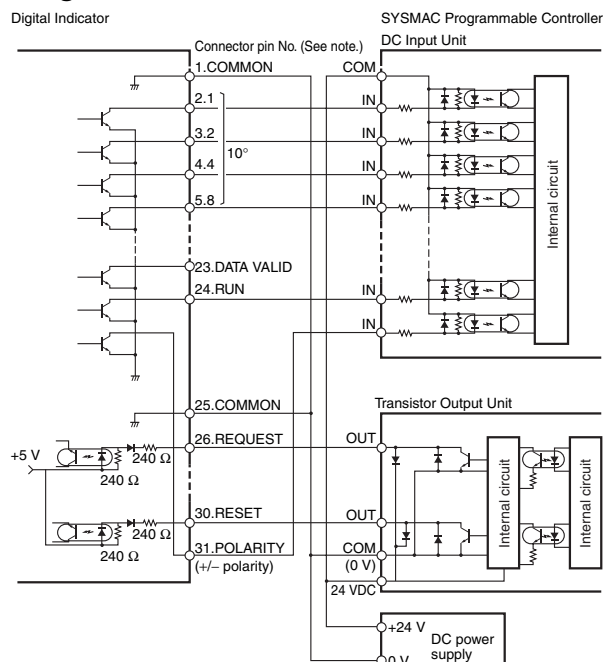 Digital Indicator
SYSMAC Programmable Controller
DC Input Unit
Connector pin No. (See note.)
1.COMMON
COM
2.1
IN
3.2
IN
10°
4.4
IN
5.8
IN
Internal circuit
23.DATA VALID
24.RUN
IN
IN
25.COMMON
Transistor Output Unit
26.REQUEST
OUT
+5 V
240 Ω
240 Ω
Internal circuit
Internal circuit
30.RESET
OUT
240 Ω
240 Ω
31.POLARITY
(+/− polarity)
COM
(0 V)
24 VDC
+24 V
DC power
supply
0 V